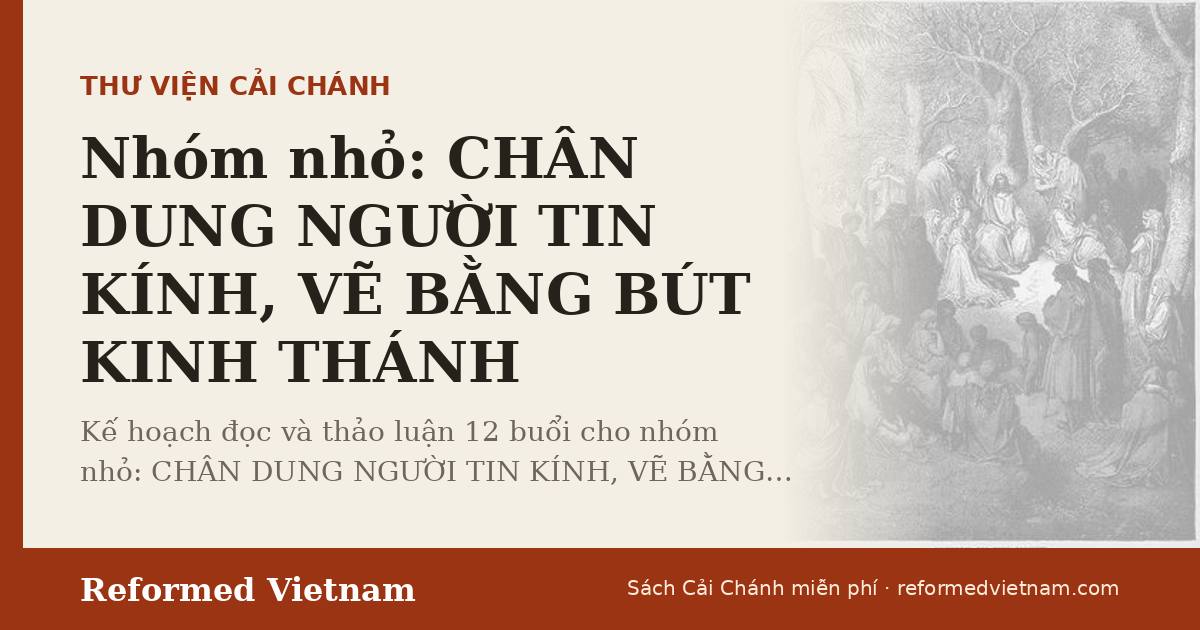 THƯ VIỆN CẢI CHÁNH
Nhóm nhỏ: CHÂN
DUNG NGƯỜI TIN
KÍNH, VẼ BẰNG BÚT
KINH THÁNH
Kế hoạch đọc và thảo luận 12 buổi cho nhóm
nhỏ: CHÂN DUNG NGƯỜI TIN KÍNH, VẼ BẰNG...
Reformed Vietnam
Sách Cải Chánh miễn phí · reformedvietnam.com